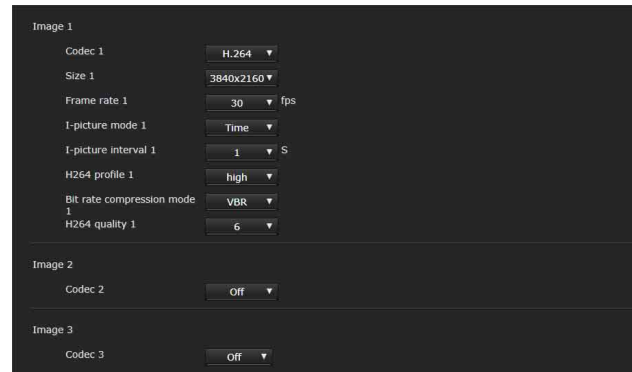 Image 1
Codec 1 H.264
Size 1 3840x2160
Frame rate 1 30 fps
I-picture mode 1 Time
I-picture interval 1 1 S
H264 profile 1 high
Bit rate compression mode 1 VBR
H264 quality 1 6
Image 2
Codec 2 Off
Image 3
Codec 3 Off